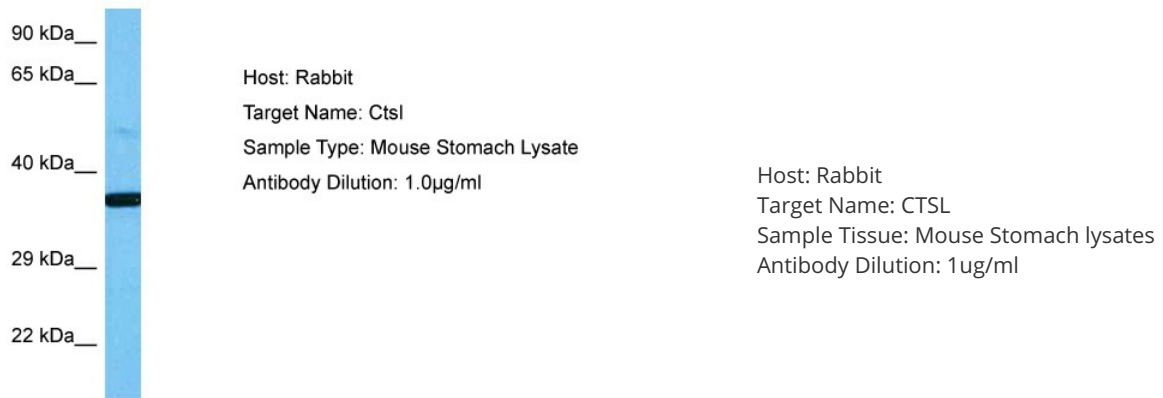 90 kDa__
65 kDa__
40 kDa__
29 kDa__
22 kDa__
Host: Rabbit
Target Name: Ctsl
Sample Type: Mouse Stomach Lysate
Antibody Dilution: 1.0µg/ml
Host: Rabbit
Target Name: CTSL
Sample Tissue: Mouse Stomach lysates
Antibody Dilution: 1ug/ml